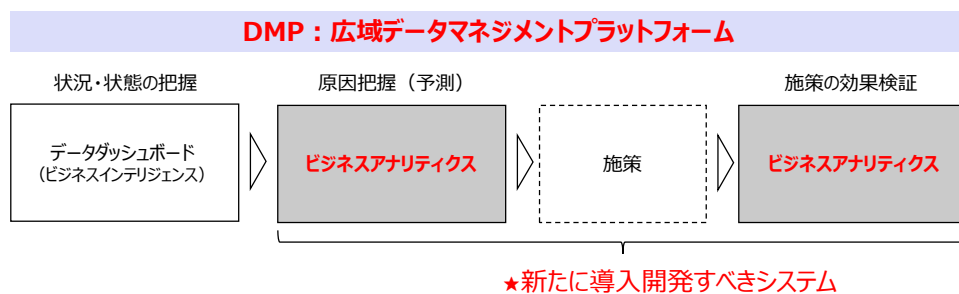 DMP：広域データマネジメントプラットフォーム
状況・状態の把握
原因把握（予測）
施策の効果検証
データダッシュボード
（ビジネスインテリジェンス）
ビジネスアナリティクス
施策
ビジネスアナリティクス
★新たに導入開発すべきシステム